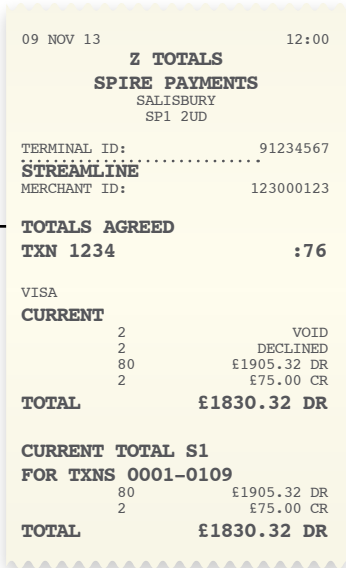 09 NOV 13 12:00
Z TOTALS
SPIRE PAYMENTS
SALISBURY
SP1 2UD
TERMINAL ID: 91234567
STREAMLINE
MERCHANT ID: 123000123
TOTALS AGREED
TXN 1234 :76
VISA
CURRENT
2 VOID
2 DECLINED
80 £1905.32 DR
2 £75.00 CR
TOTAL £1830.32 DR
CURRENT TOTAL S1
FOR TXNS 0001-0109
80 £1905.32 DR
2 £75.00 CR
TOTAL £1830.32 DR